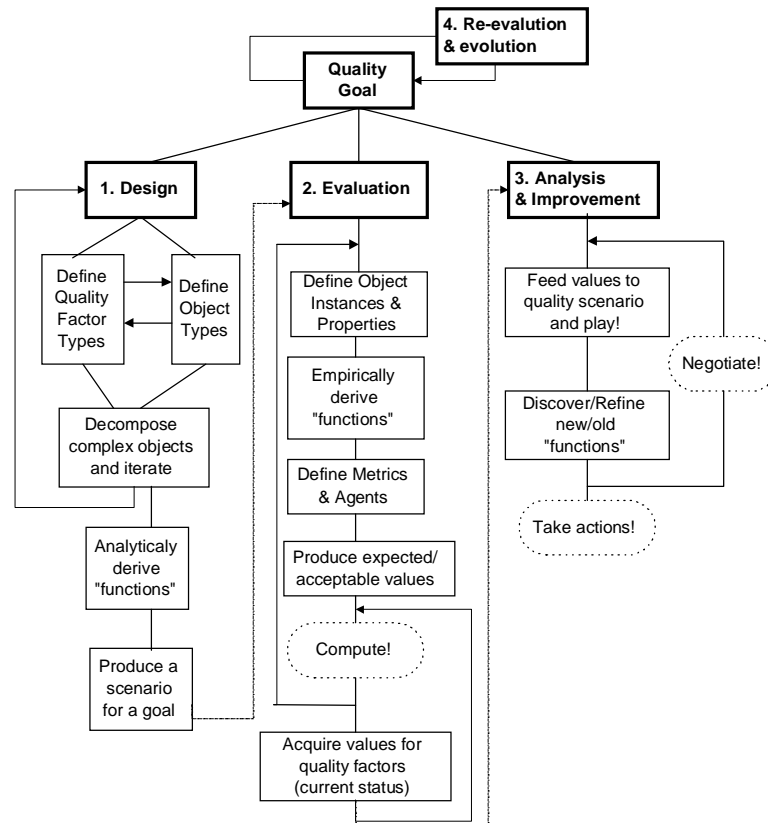 4. Re-evalution
& evolution
Quality
Goal
1. Design
2. Evaluation
3. Analysis
& Improvement
Define
Quality
Factor
Types
Define
Object
Types
Decompose
complex objects
and iterate
Analyticaly
derive
"functions"
Produce a
scenario
for a goal
Define Object
Instances &
Properties
Empirically
derive
"functions"
Define Metrics
& Agents
Produce expected/
acceptable values
Compute!
Acquire values for
quality factors
(current status)
Feed values to
quality scenario
and play!
Negotiate!
Discover/Refine
new/old
"functions"
Take actions!